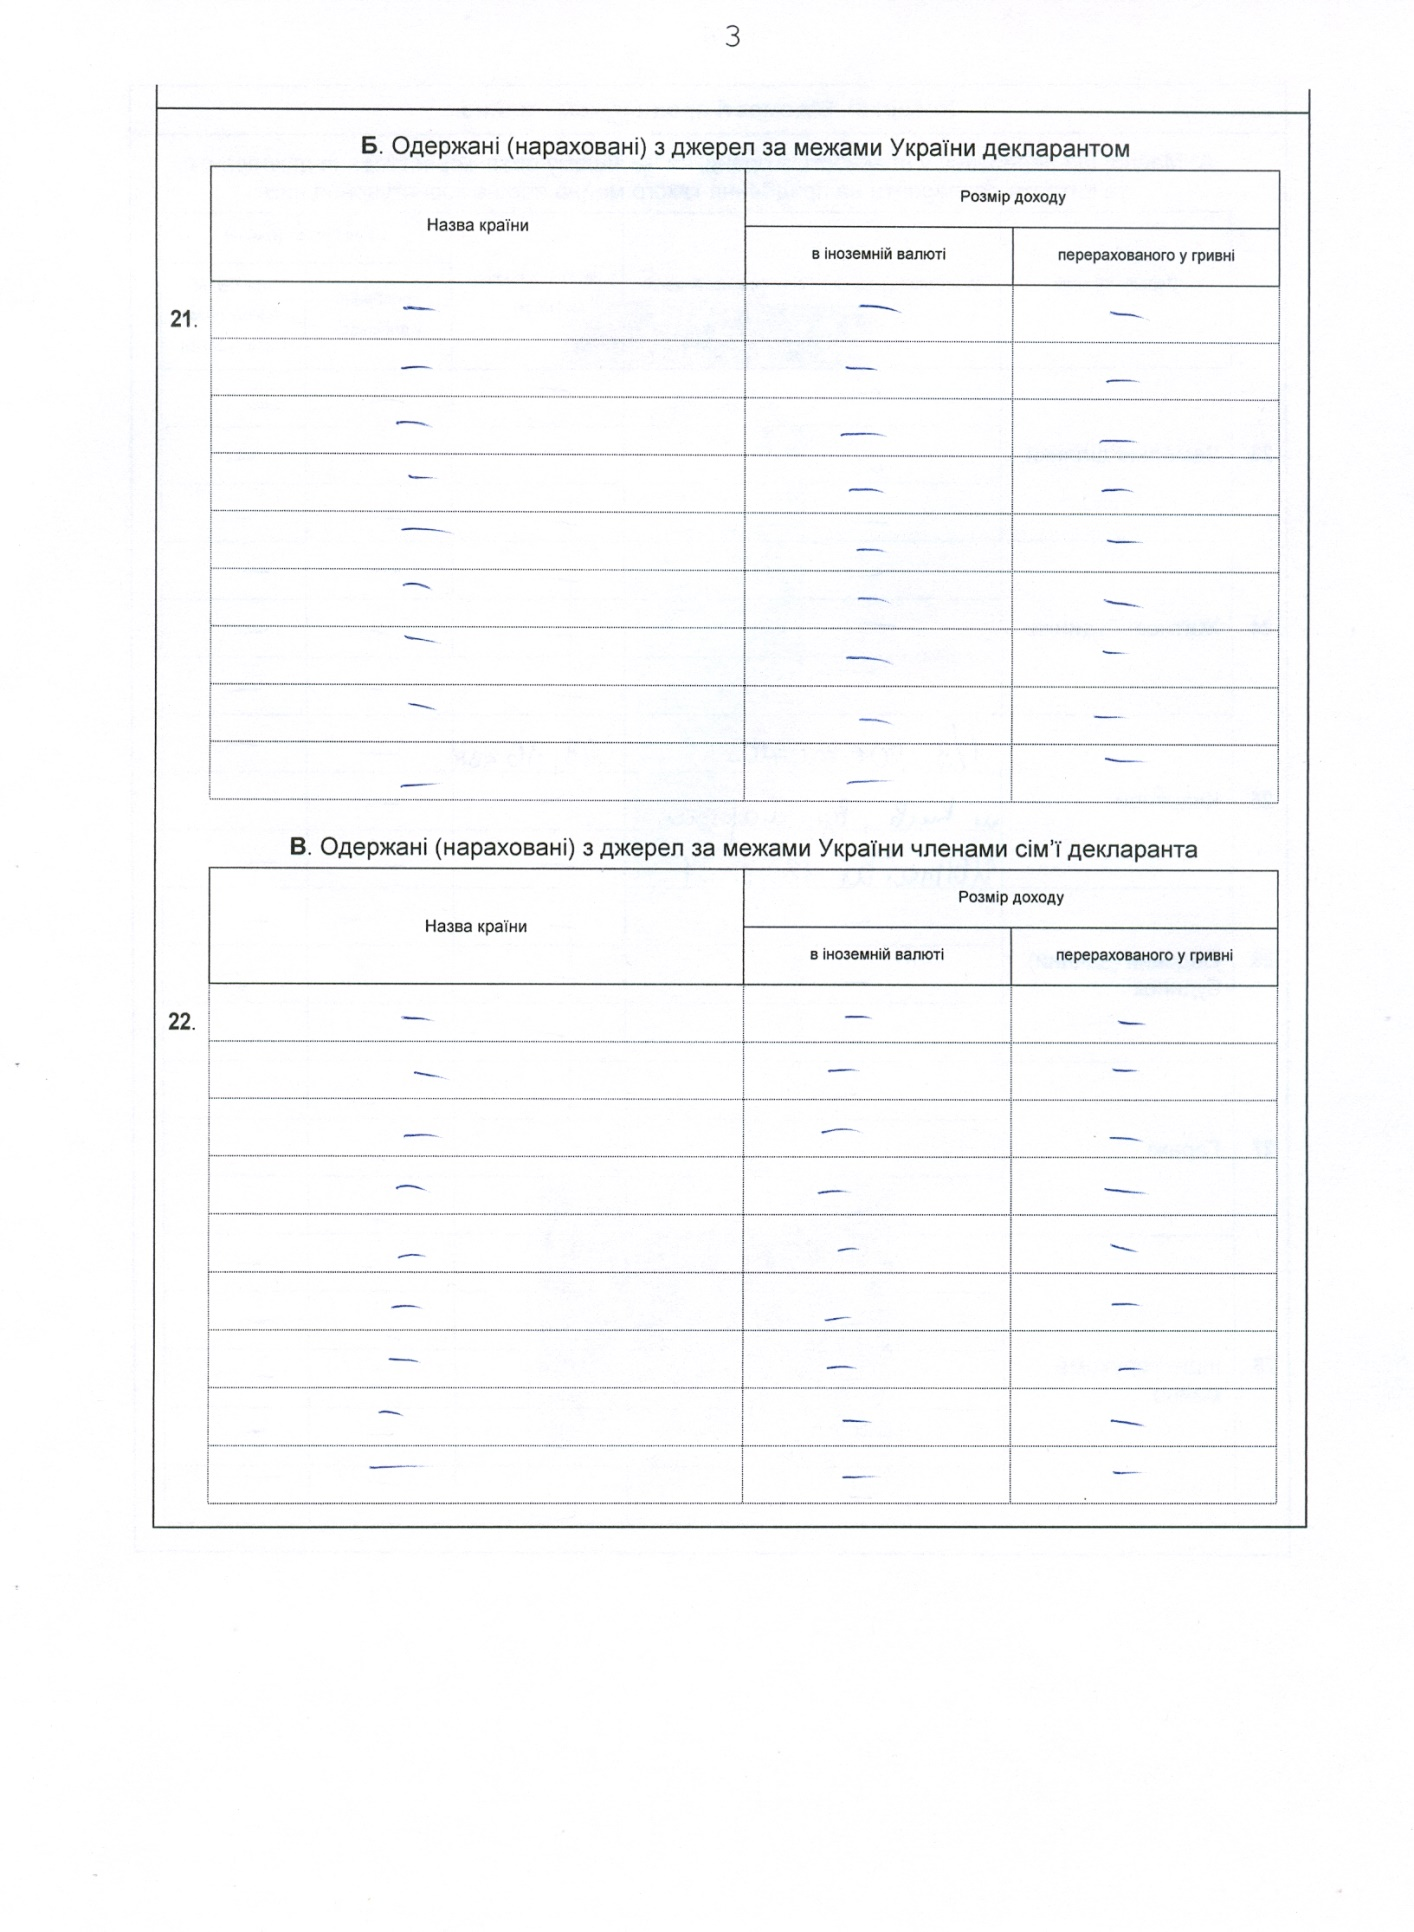 3
Б. Одержані (нараховані) з джерел за межами України декларантом
Назва країни
Розмір доходу
в іноземній валюті
перерахованого у гривні
21.
— — —
— — —
— — —
— — —
— — —
— — —
— — —
— — —
— — —
В. Одержані (нараховані) з джерел за межами України членами сім’ї декларанта
Назва країни
Розмір доходу
в іноземній валюті
перерахованого у гривні
22.
— — —
— — —
— — —
— — —
— — —
— — —
— — —
— — —
— — —